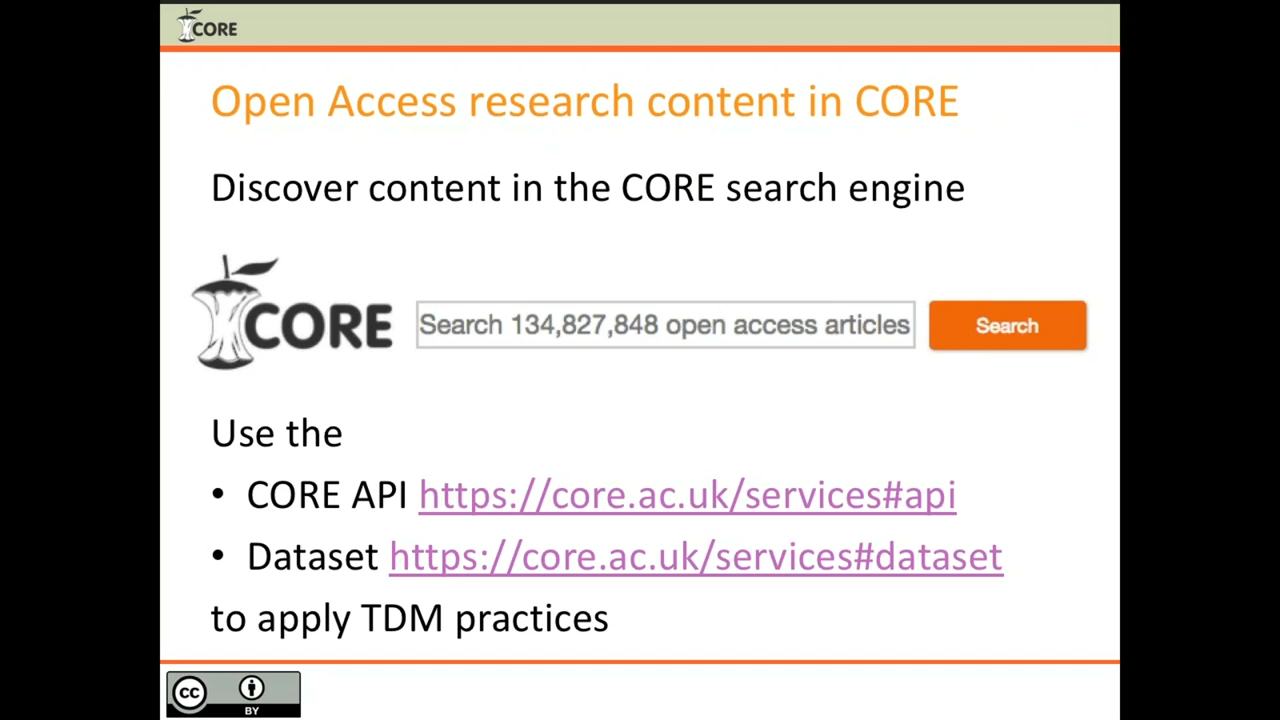 CORE
Open Access research content in CORE
Discover content in the CORE search engine
CORE Search 134,827,848 open access articles Search
Use the
• CORE API https://core.ac.uk/services#api
• Dataset https://core.ac.uk/services#dataset
to apply TDM practices
cc
BY